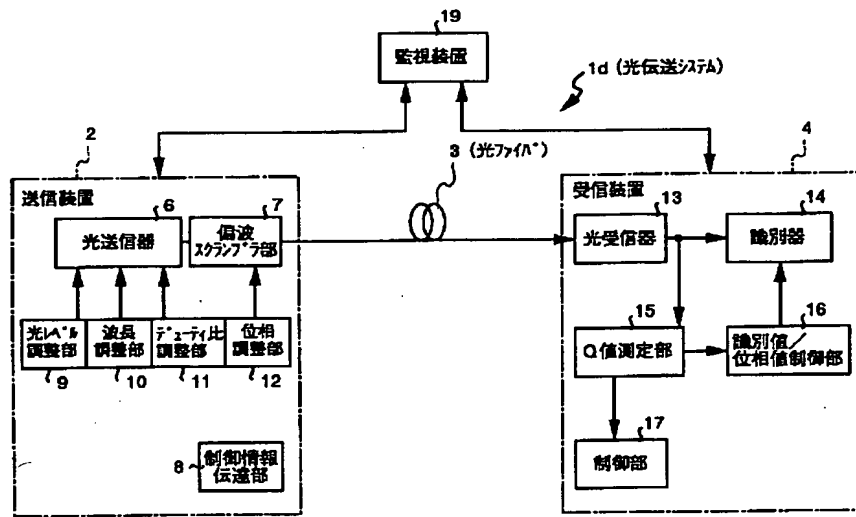 19
監視装置
1d (光伝送システム)
2
3 (光ファイバ)
4
送信装置
受信装置
6
7
13
14
光送信器
偏波
スクランブラ部
光受信器
識別器
15
16
Q値測定部
識別値/
位相値制御部
光レベル
調整部
波長
調整部
デューティ比
調整部
位相
調整部
9
10
11
12
17
制御部
8
制御情報
伝達部